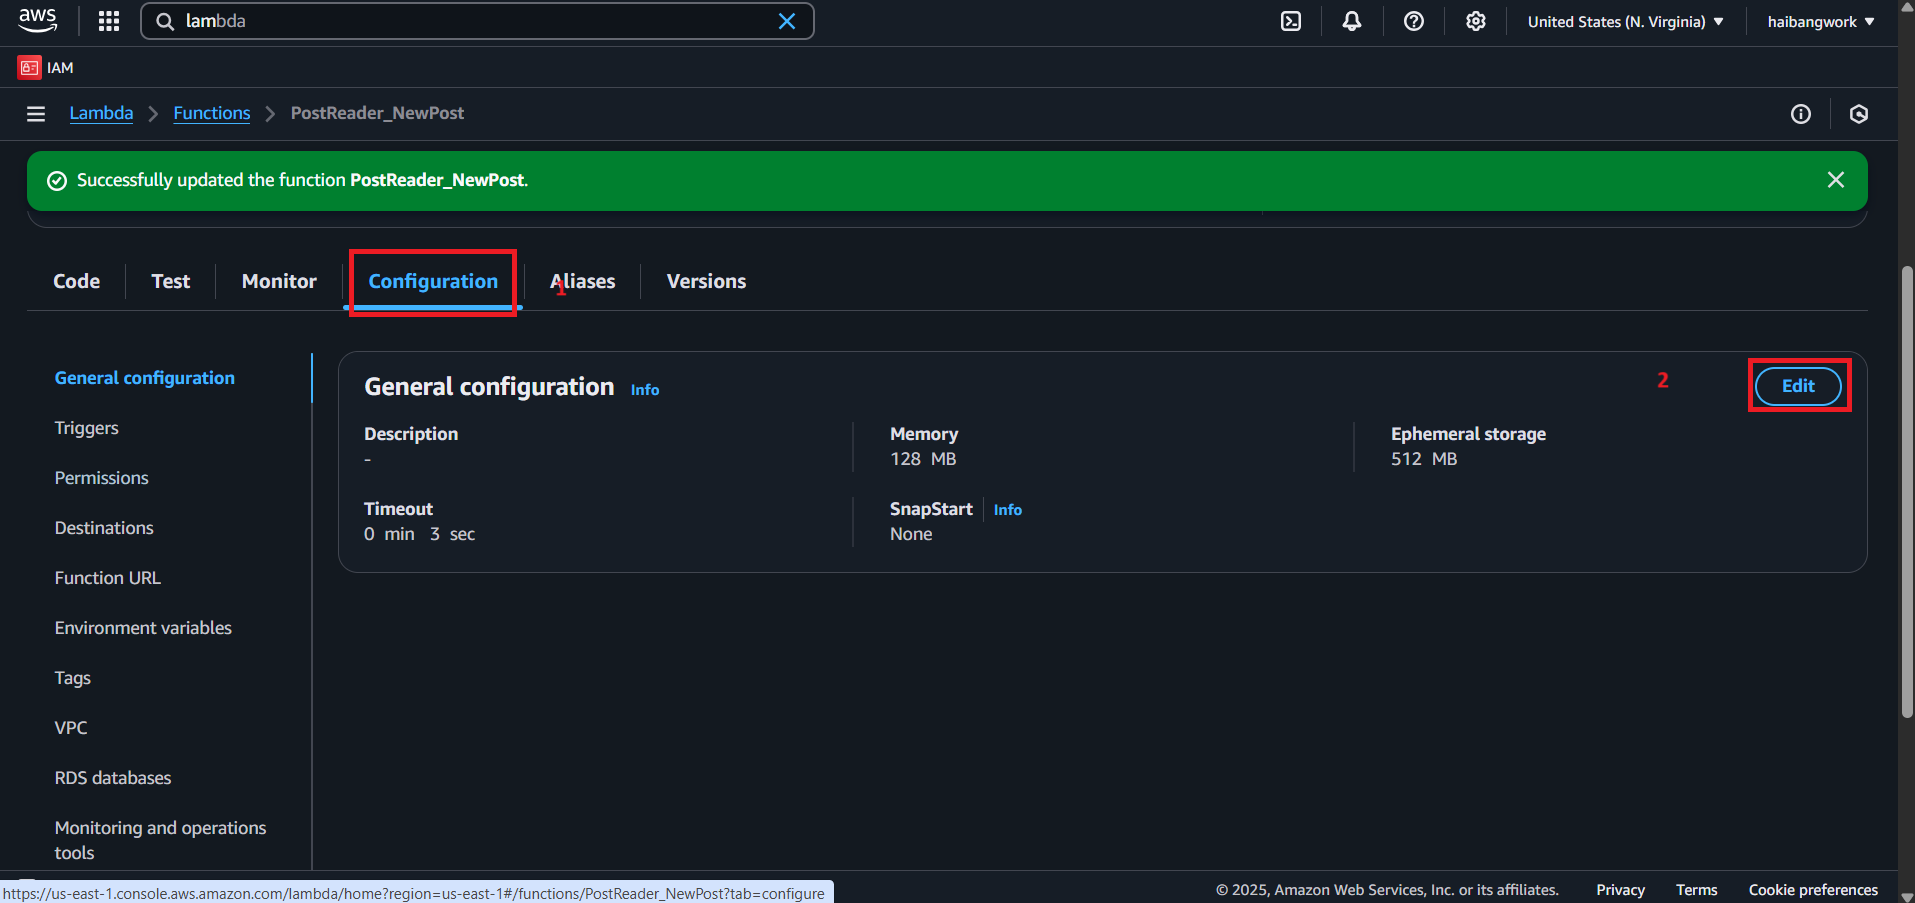 aws
lambda
United States (N. Virginia)
haibangwork
IAM
Lambda
Functions
PostReader_NewPost
Successfully updated the function PostReader_NewPost.
Code
Test
Monitor
Configuration
1
Aliases
Versions
General configuration
Triggers
Permissions
Destinations
Function URL
Environment variables
Tags
VPC
RDS databases
Monitoring and operations
tools
General configuration Info
2
Edit
Description
-
Memory
128 MB
Ephemeral storage
512 MB
Timeout
0 min 3 sec
SnapStart Info
None
https://us-east-1.console.aws.amazon.com/lambda/home?region=us-east-1#/functions/PostReader_NewPost?tab=configure
© 2025, Amazon Web Services, Inc. or its affiliates.
Privacy
Terms
Cookie preferences